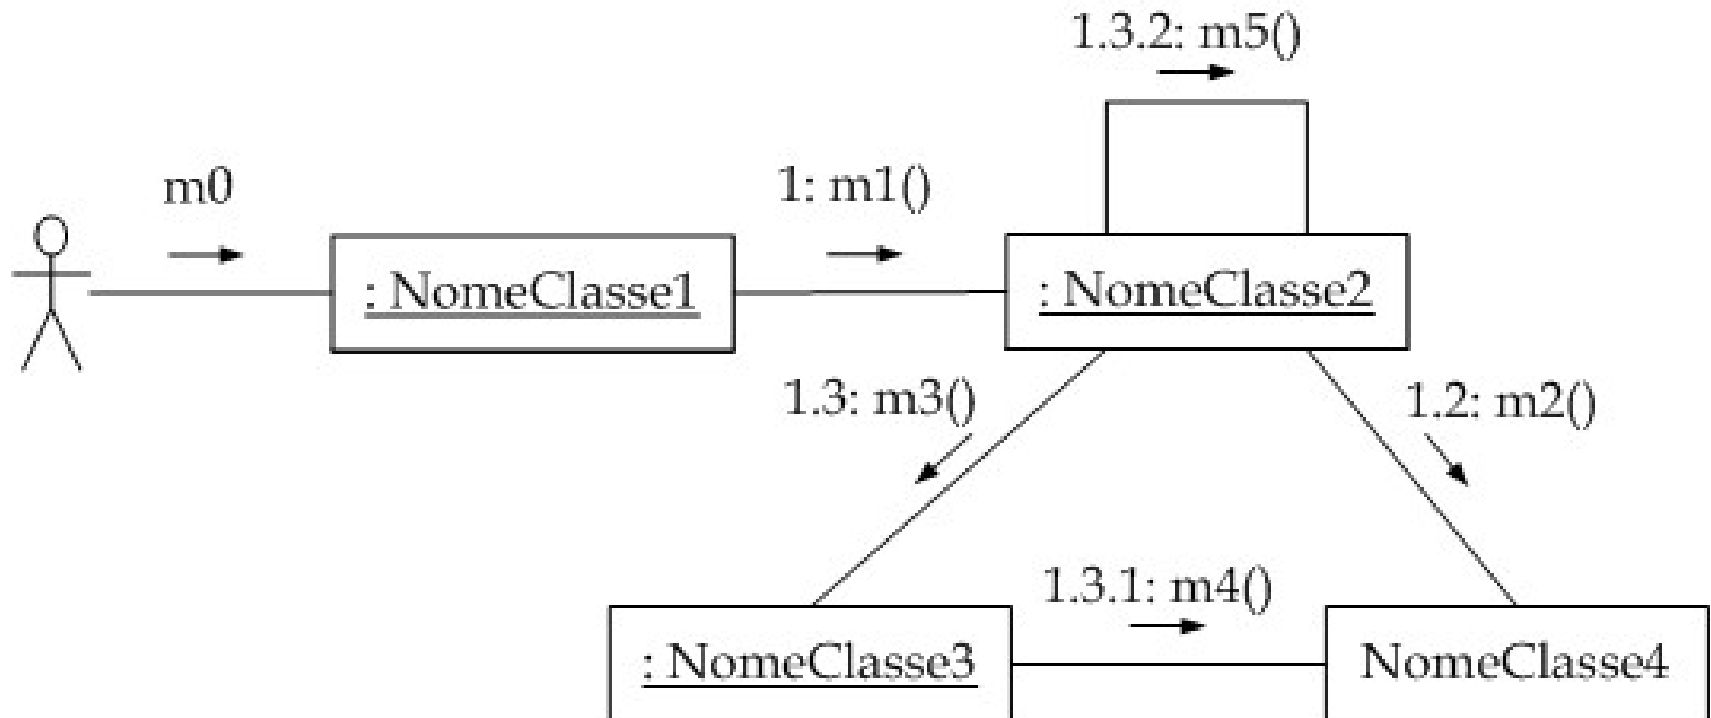 1.3.2: m5()
m0
1: m1()
: NomeClasse1
: NomeClasse2
1.3: m3()
1.2: m2()
1.3.1: m4()
: NomeClasse3
NomeClasse4